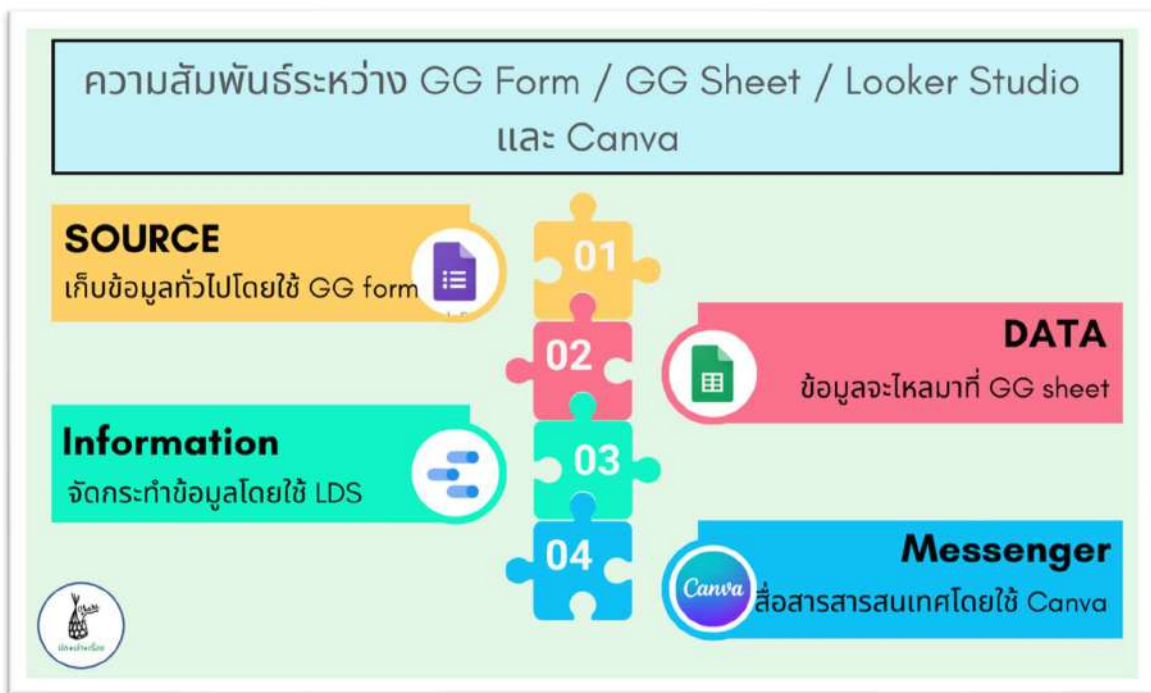 ความสัมพันธ์ระหว่าง GG Form / GG Sheet / Looker Studio
และ Canva
SOURCE
เก็บข้อมูลทั่วไปโดยใช้ GG form
01
02
DATA
ข้อมูลจะไหลมาที่ GG sheet
Information
จัดกระทำข้อมูลโดยใช้ LDS
03
04
Messenger
Canva
สื่อสารสารสนเทศโดยใช้ Canva